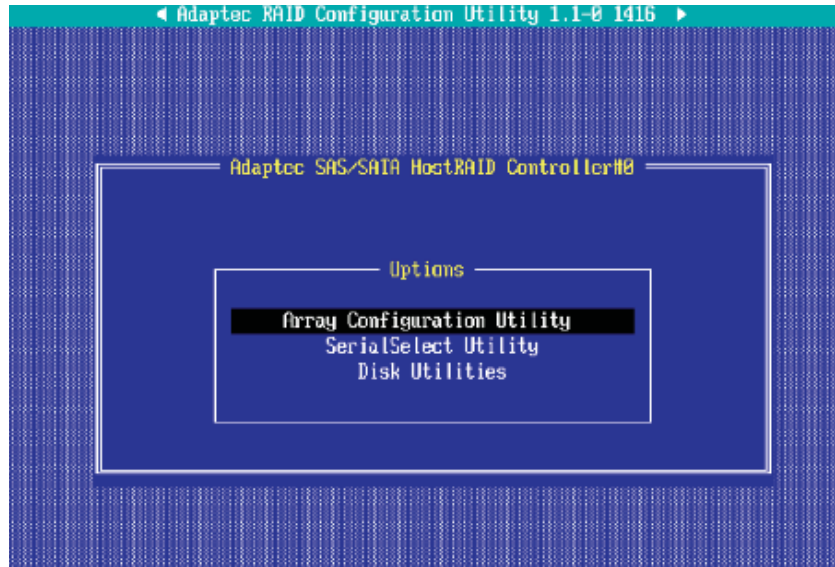 ◄ Adaptec RAID Configuration Utility 1.1-0 1416 ►
Adaptec SAS/SATA HostRAID Controller#0
Options
Array Configuration Utility
SerialSelect Utility
Disk Utilities